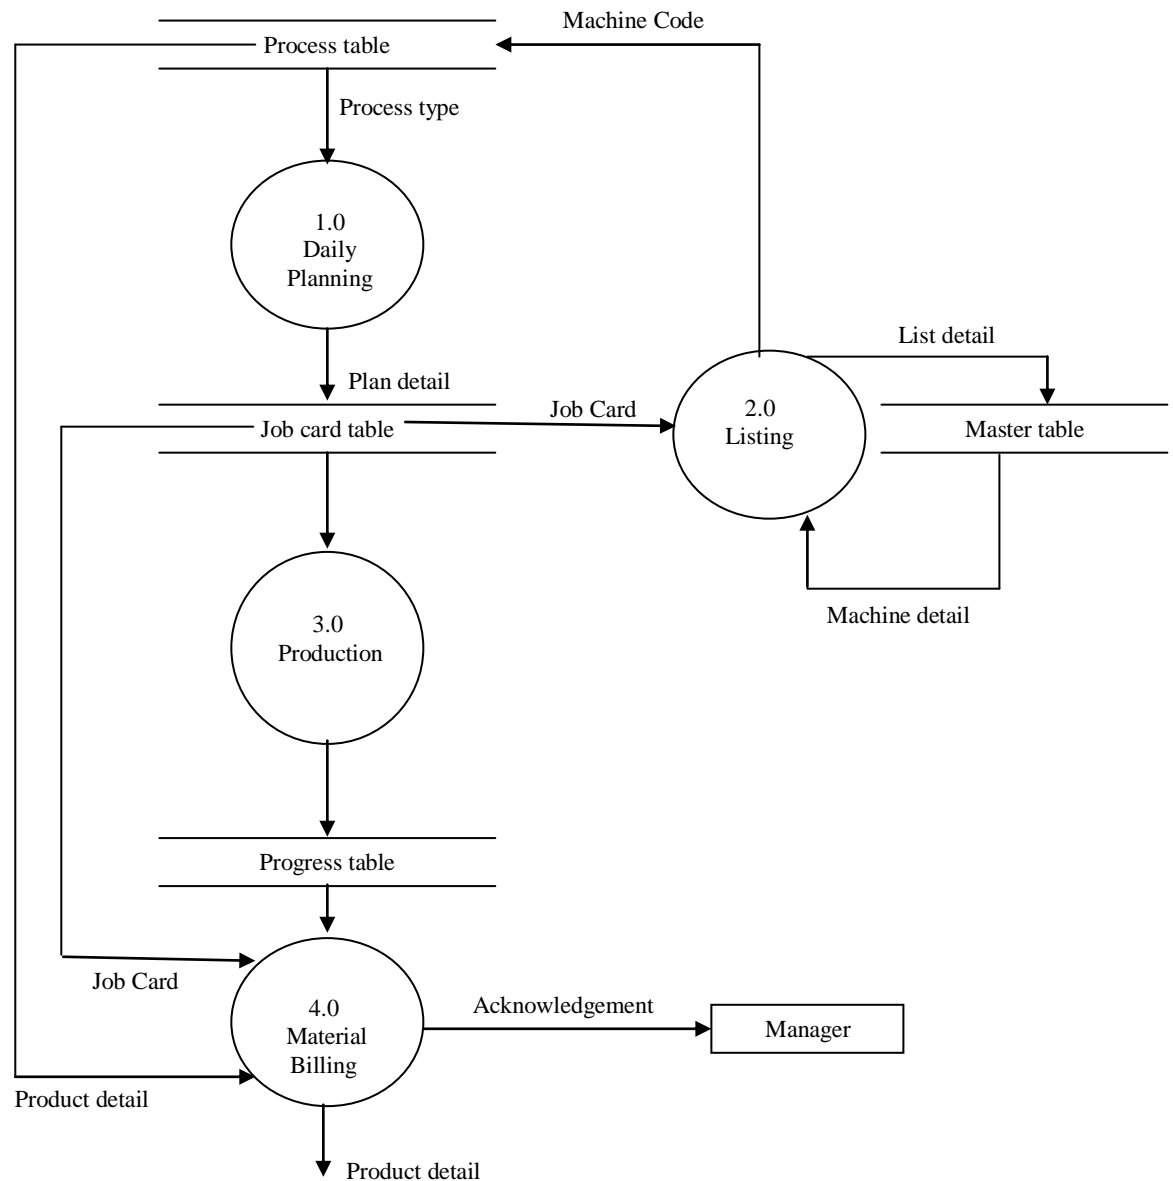 Machine Code
Process table
Process type
1.0
Daily
Planning
List detail
Plan detail
Job Card
2.0
Listing
Job card table
Master table
Machine detail
3.0
Production
Progress table
Job Card
4.0
Material
Billing
Acknowledgement
Manager
Product detail
Product detail